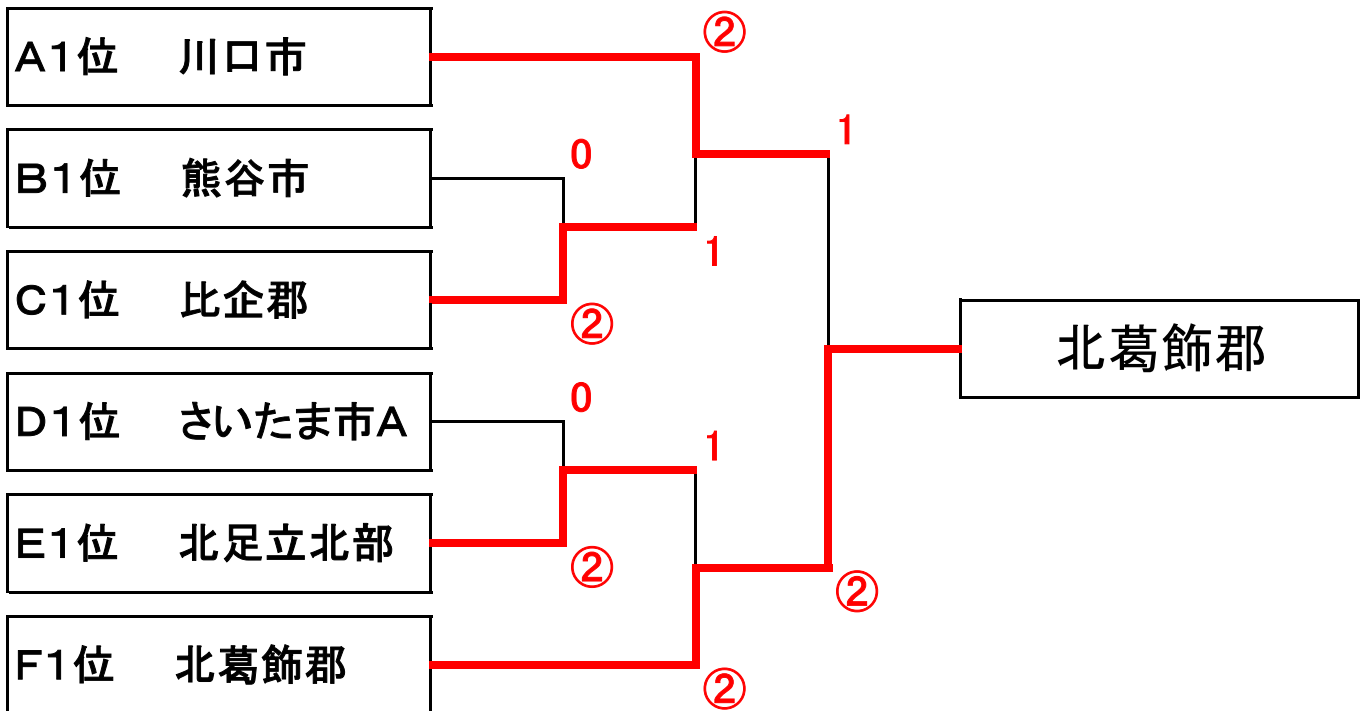 A1位 川口市
②
1
B1位 熊谷市
0
1
C1位 比企郡
②
北葛飾郡
D1位 さいたま市A
0
1
E1位 北足立北部
②
②
F1位 北葛飾郡
②